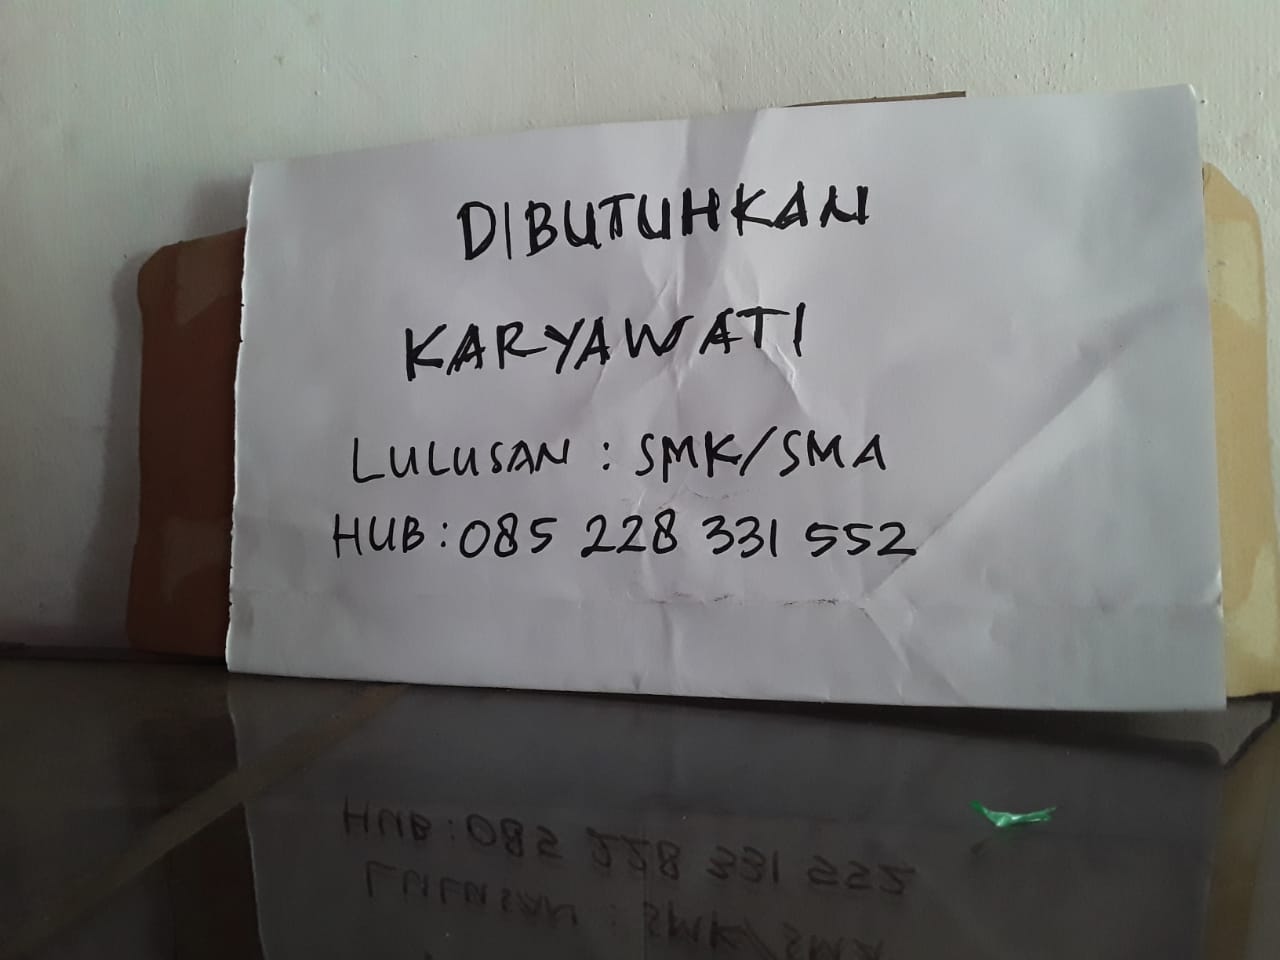 DIBUTUHKAN
KARYAWATI
LULUSAN : SMK/SMA
HUB : 085 228 331 552